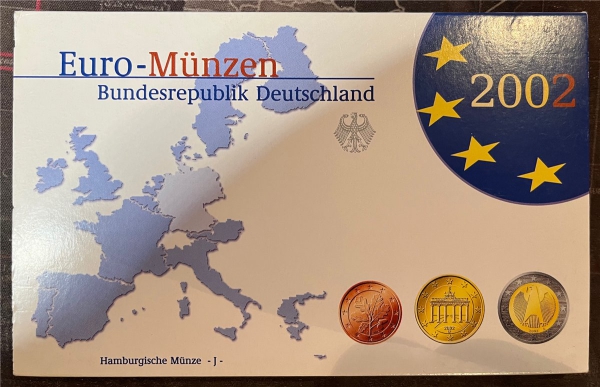 Euro-Münzen
Bundesrepublik Deutschland
2002
Hamburgische Münze - J -